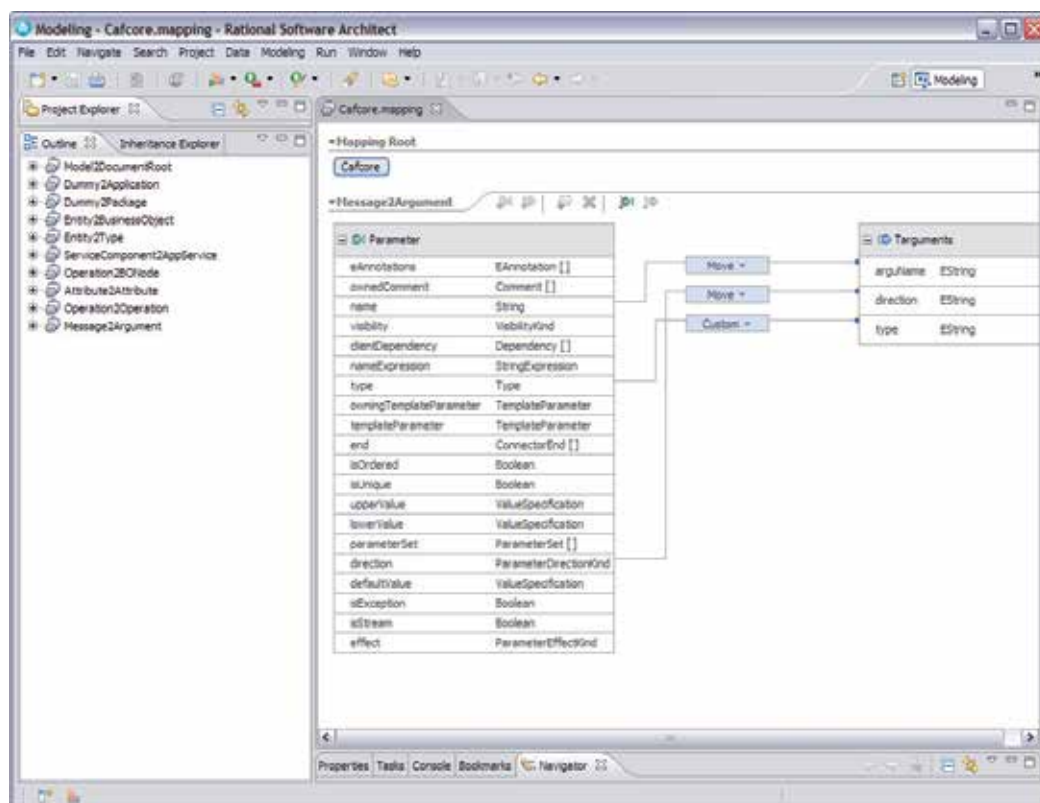 Modeling - Cafcore.mapping - Rational Software Architect
File Edit Navigate Search Project Data Modeling Run Window Help
Modeling
Project Explorer
Cafcore.mapping
Outline Inheritance Explorer
Model2DocumentRoot
Dummy2Application
Dummy2Package
Entity2BusinessObject
Entity2Type
ServiceComponent2AppService
Operation2BONode
Attribute2Attribute
Operation2Operation
Message2Argument
Mapping Root
Cafcore
Message2Argument
Parameter
eAnnotations EAnnotation []
ownedComment Comment []
name String
visibility VisibilityKind
clientDependency Dependency []
nameExpression StringExpression
type Type
owningTemplateParameter TemplateParameter
templateParameter TemplateParameter
end ConnectorEnd []
isOrdered Boolean
isUnique Boolean
upperValue ValueSpecification
lowerValue ValueSpecification
parameterSet ParameterSet []
direction ParameterDirectionKind
defaultValue ValueSpecification
isException Boolean
isStream Boolean
effect ParameterEffectKind
Move
Move
Custom
Targuments
arguName EString
direction EString
type EString
Properties Tasks Console Bookmarks Navigator